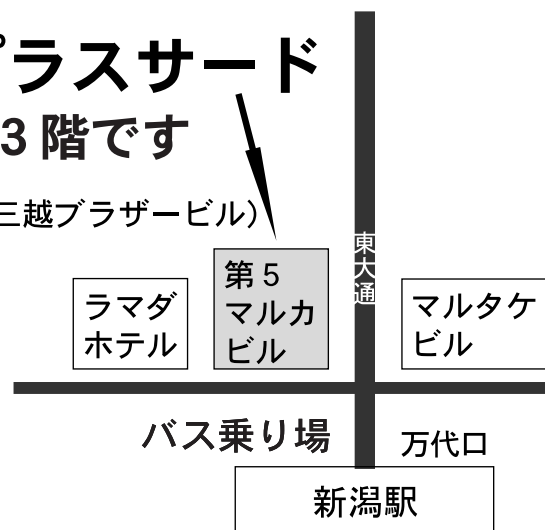 プラスサード
3階です
三越ブラザービル)
東大通
第5
マルカ
ビル
ラマダ
ホテル
マルタケ
ビル
バス乗り場
万代口
新潟駅